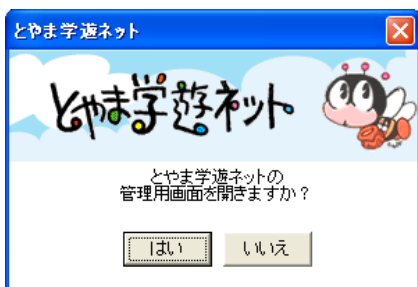 とやま学遊ネット
とやま学遊ネット
とやま学遊ネットの
管理用画面を開きますか？
はい
いいえ